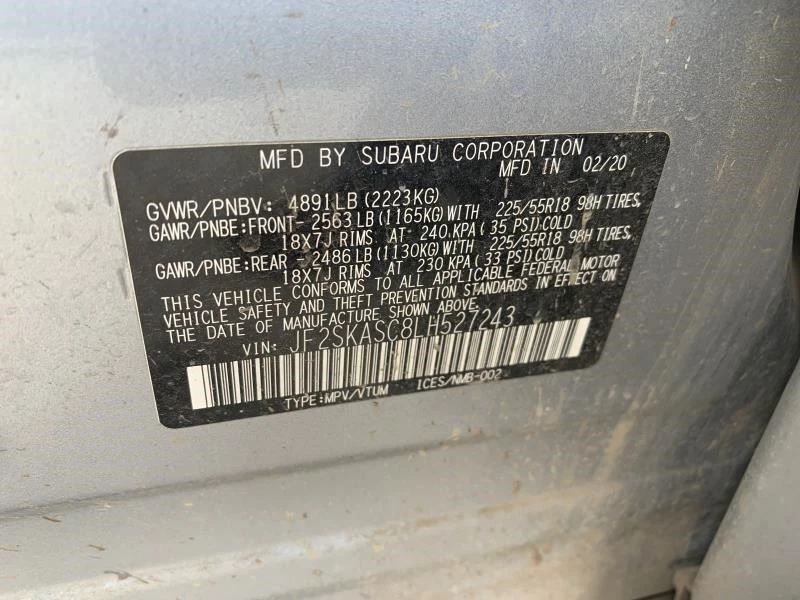 MFD BY SUBARU CORPORATION
MFD IN 02/20
GVWR/PNBV: 4891LB(2223KG)
GAWR/PNBE:FRONT- 2563LB(1165KG)WITH 225/55R18 98H TIRES,
18X7J RIMS AT 240.KPA(35 PSI)COLD
GAWR/PNBE:REAR -2486LB(1130KG)WITH 225/55R18 98H TIRES,
18X7J RIMS AT 230 KPA(33 PSI)COLD
THIS VEHICLE CONFORMS TO ALL APPLICABLE FEDERAL MOTOR
VEHICLE SAFETY AND THEFT PREVENTION STANDARDS IN EFFECT ON
THE DATE OF MANUFACTURE SHOWN ABOVE.
VIN: JF2SKASC8LH527243
TYPE:MPV/VTUM ICES/NMB-002